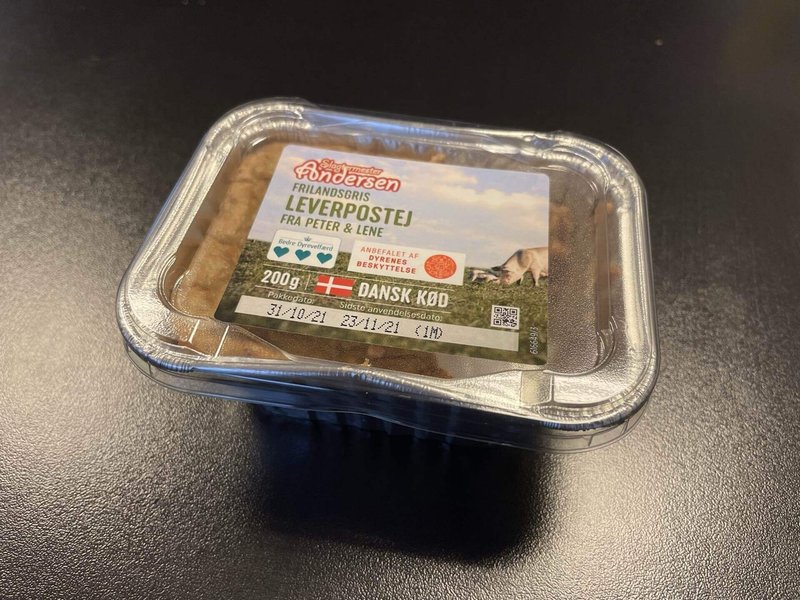 Slagtermester
Andersen
FRILANDSGRIS
LEVERPOSTEJ
FRA PETER & LENE
Bedre Dyrevelfærd
ANBEFALET AF
DYRENES
BESKYTTELSE
200g DANSK KØD
Pakkedato: Sidste anvendelsesdato:
31/10/21 23/11/21 (1M)